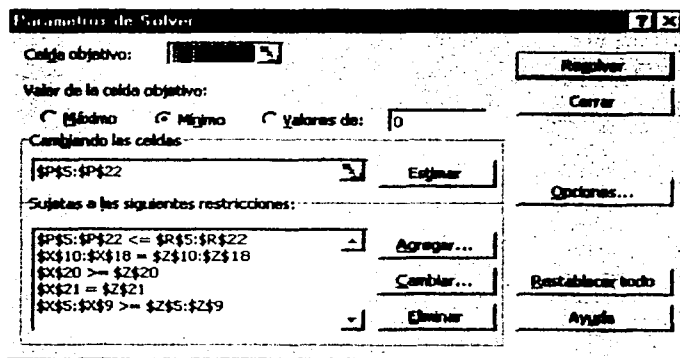 Parametros de Solver
Celda objetivo:
Resolver
Valor de la celda objetivo:
Cerrar
Máximo Mínimo Valores de: 0
Cambiando las celdas
$P$5:$P$22 Estimar
Opciones...
Sujetas a las siguientes restricciones:
$P$5:$P$22 <= $R$5:$R$22
$X$10:$X$18 = $Z$10:$Z$18 Agregar...
$X$20 >= $Z$20
$X$21 = $Z$21 Cambiar... Restablecer todo
$X$5:$X$9 >= $Z$5:$Z$9
Eliminar Ayuda